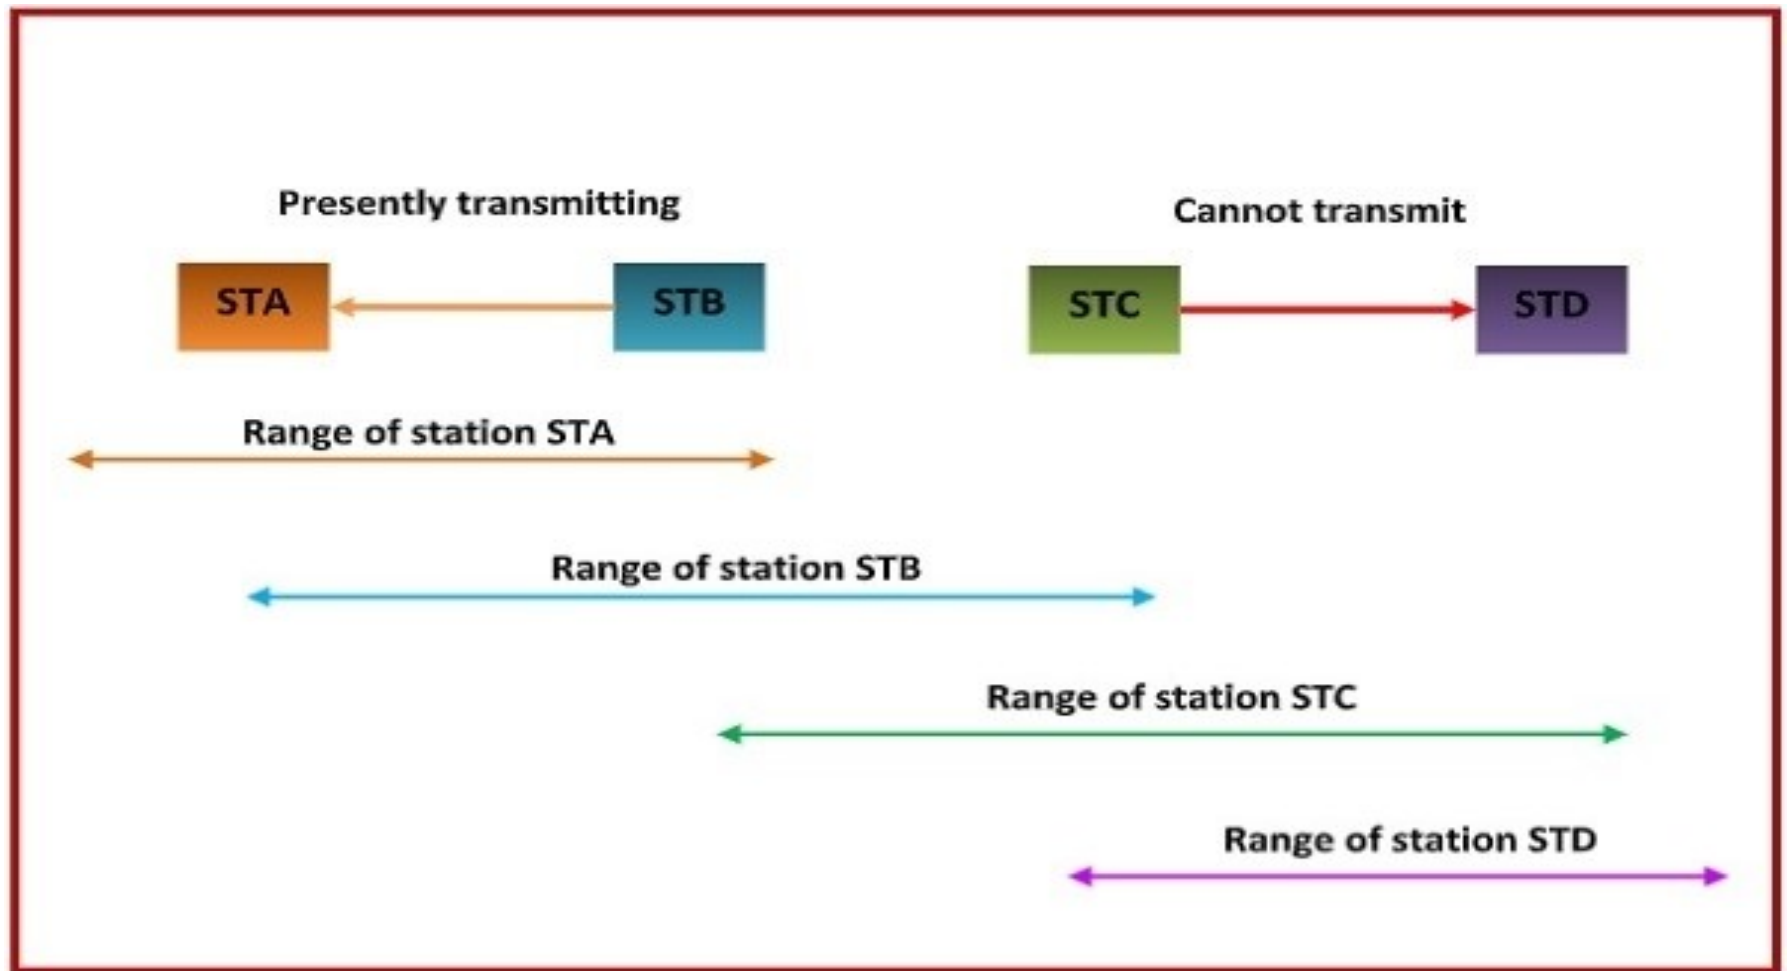 Presently transmitting
Cannot transmit
STA
STB
STC
STD
Range of station STA
Range of station STB
Range of station STC
Range of station STD